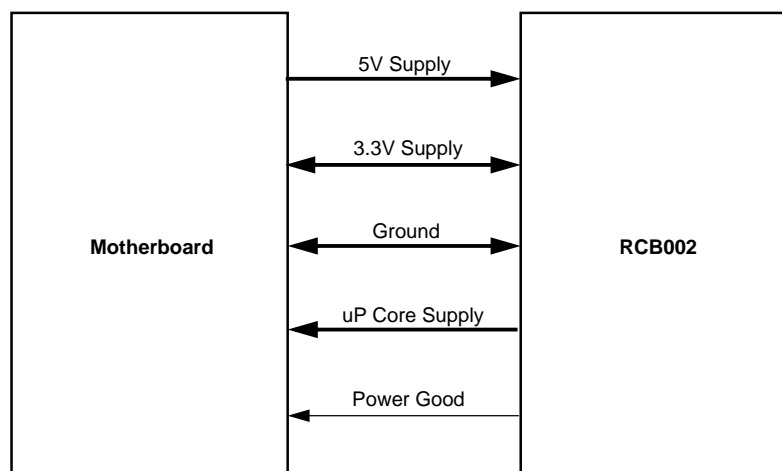 5V Supply
3.3V Supply
Motherboard
Ground
RCB002
uP Core Supply
Power Good